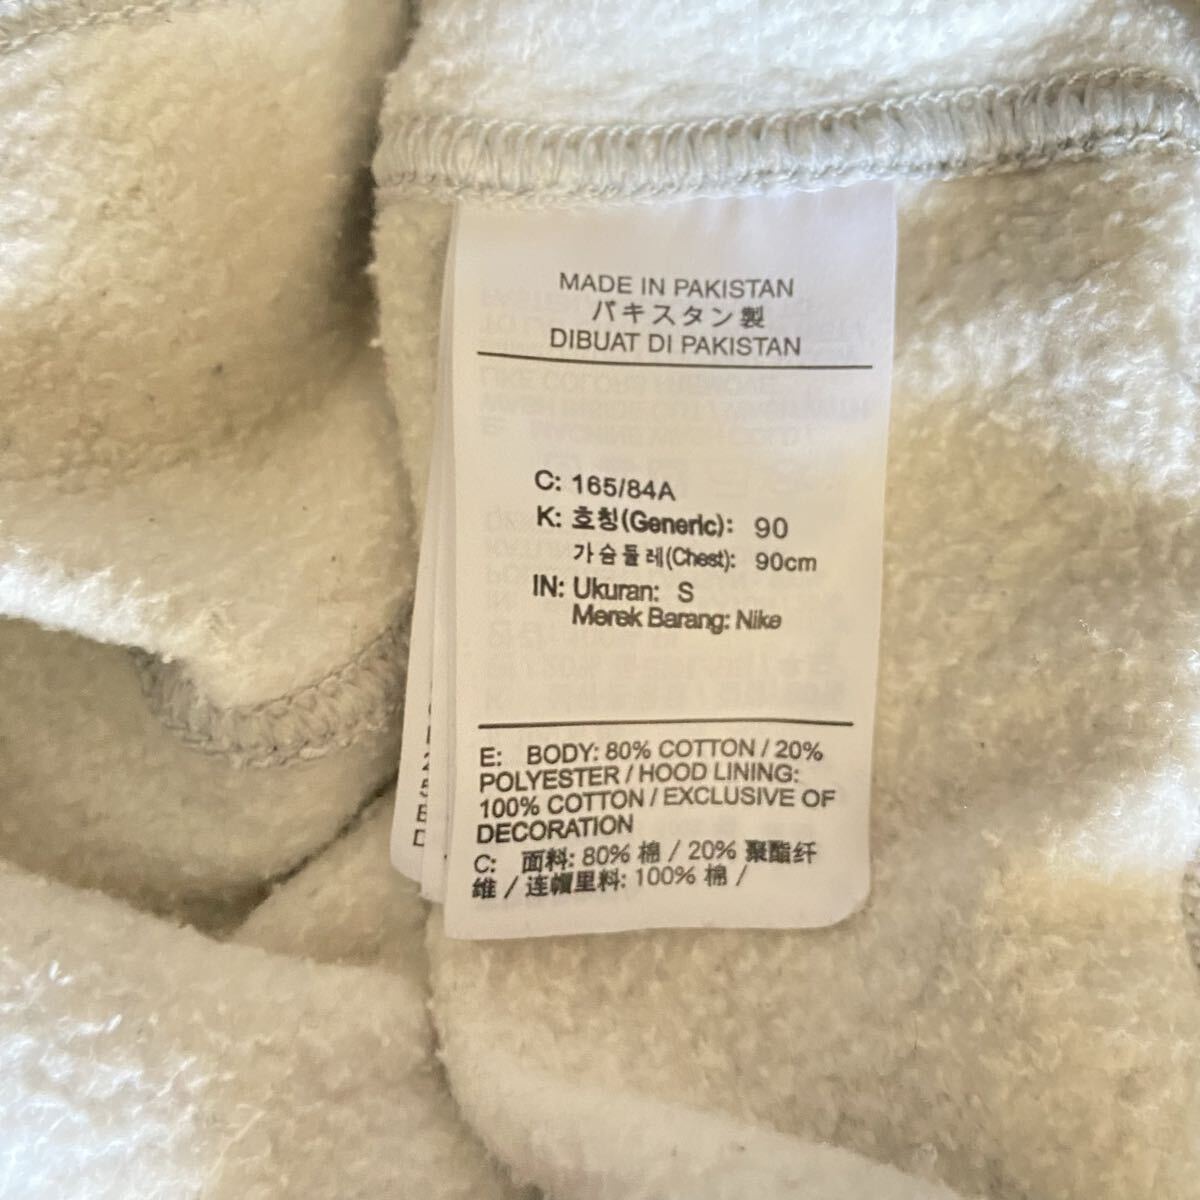 MADE IN PAKISTAN
パキスタン製
DIBUAT DI PAKISTAN
C: 165/84A
K: 호칭(Generic): 90
가슴둘레(Chest): 90cm
IN: Ukuran: S
Merek Barang: Nike
E: BODY: 80% COTTON / 20%
POLYESTER / HOOD LINING:
100% COTTON / EXCLUSIVE OF
DECORATION
C: 面料: 80% 棉 / 20% 聚酯纤
维 / 连帽里料: 100% 棉 /